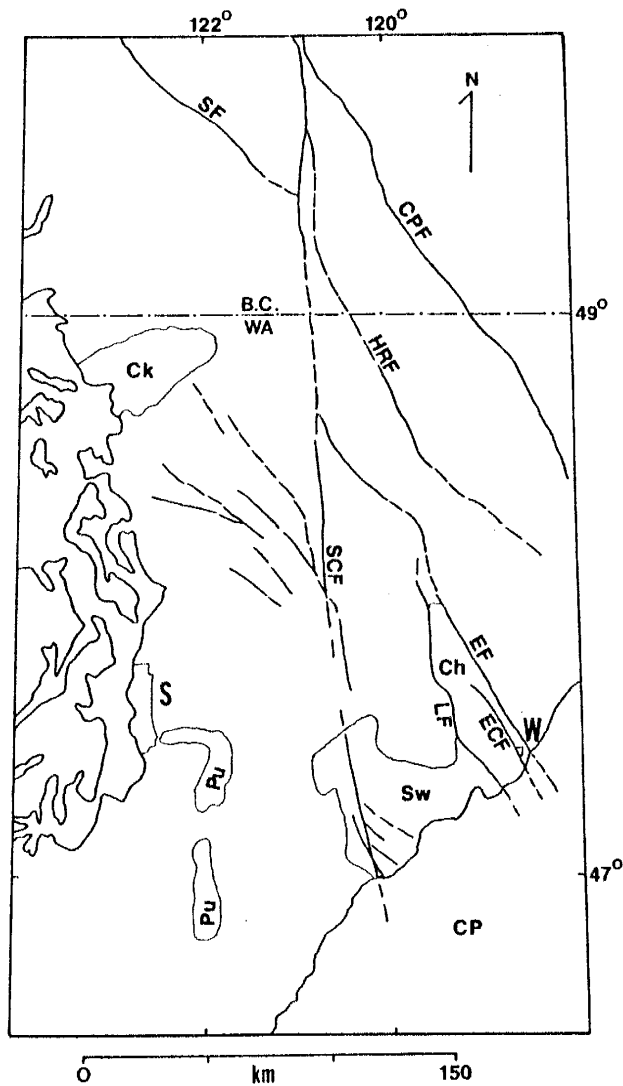 122° 120°
N
SF
CPF
B.C.
49°
WA
HRF
Ck
SCF
Ch
EF
S
LF
ECF
W
Pu
Sw
47°
Pu
CP
0 km 150